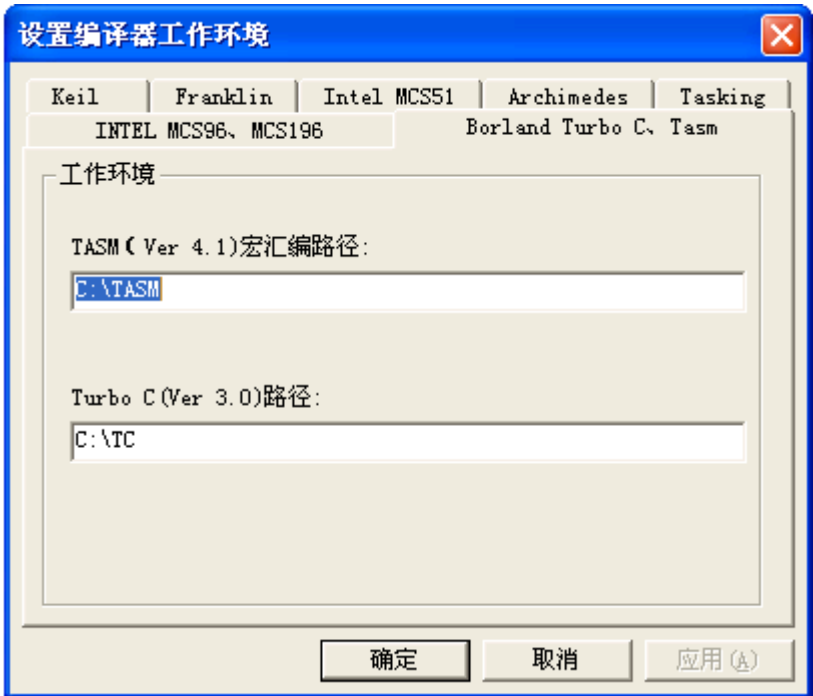 设置编译器工作环境
Keil Franklin Intel MCS51 Archimedes Tasking
INTEL MCS96、MCS196 Borland Turbo C、Tasm
工作环境
TASM( Ver 4.1)宏汇编路径:
C:\TASM
Turbo C(Ver 3.0)路径:
C:\TC
确定 取消 应用(A)